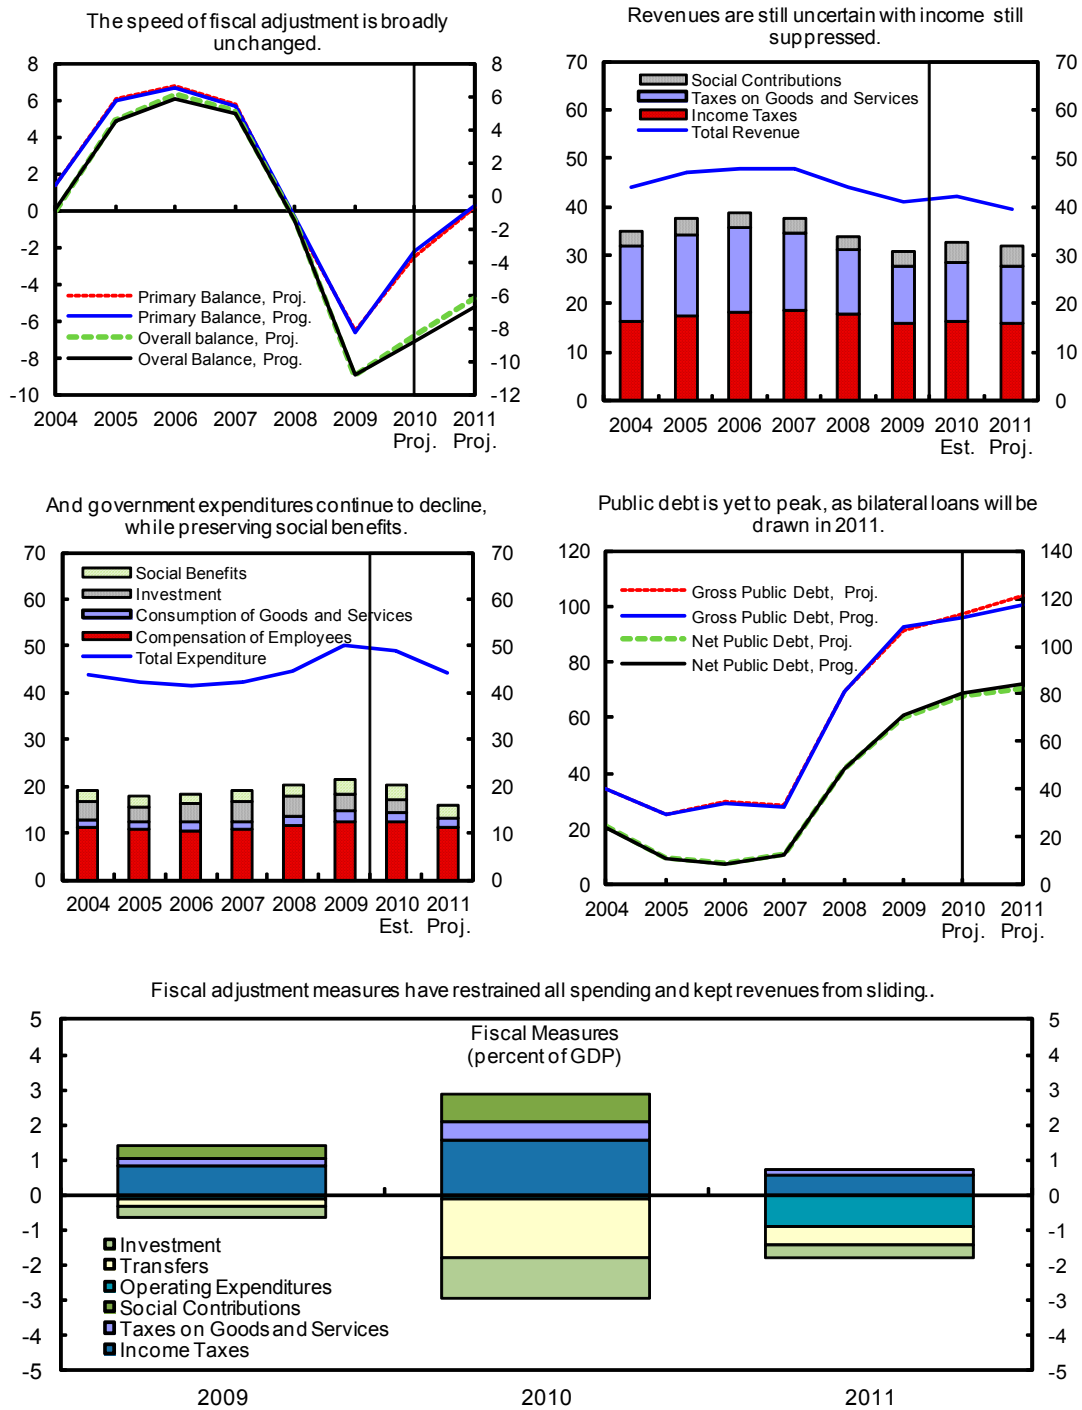 The speed of fiscal adjustment is broadly
unchanged.
8 8
6 6
4 4
2 2
0 0
-2 -2
-4 -4
-6 -6
-8 -8
-10 -10
-12
Primary Balance, Proj.
Primary Balance, Prog.
Overall balance, Proj.
Overal Balance, Prog.
2004 2005 2006 2007 2008 2009 2010 2011
Proj. Proj.
Revenues are still uncertain with income still
suppressed.
70 70
60 60
50 50
40 40
30 30
20 20
10 10
0 0
Social Contributions
Taxes on Goods and Services
Income Taxes
Total Revenue
2004 2005 2006 2007 2008 2009 2010 2011
Est. Proj.
And government expenditures continue to decline,
while preserving social benefits.
70 70
60 60
50 50
40 40
30 30
20 20
10 10
0 0
Social Benefits
Investment
Consumption of Goods and Services
Compensation of Employees
Total Expenditure
2004 2005 2006 2007 2008 2009 2010 2011
Est. Proj.
Public debt is yet to peak, as bilateral loans will be
drawn in 2011.
120 140
100 120
80 100
60 80
40 60
20 40
0 20
0
Gross Public Debt, Proj.
Gross Public Debt, Prog.
Net Public Debt, Proj.
Net Public Debt, Prog.
2004 2005 2006 2007 2008 2009 2010 2011
Proj. Proj.
Fiscal adjustment measures have restrained all spending and kept revenues from sliding..
Fiscal Measures
(percent of GDP)
5 5
4 4
3 3
2 2
1 1
0 0
-1 -1
-2 -2
-3 -3
-4 -4
-5 -5
Investment
Transfers
Operating Expenditures
Social Contributions
Taxes on Goods and Services
Income Taxes
2009 2010 2011